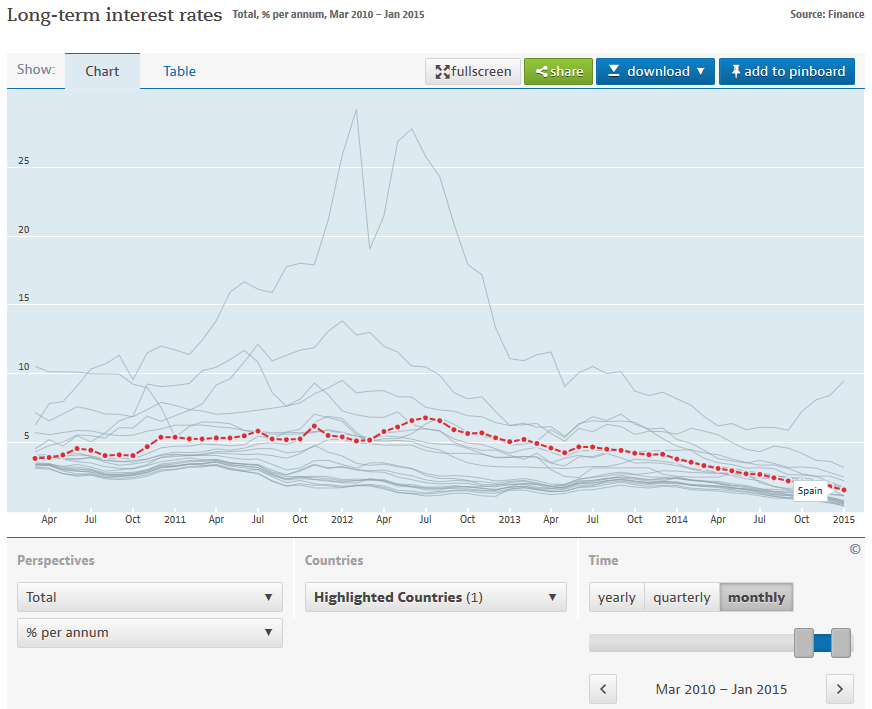 Long-term interest rates Total, % per annum, Mar 2010 – Jan 2015 Source: Finance
Show: Chart Table fullscreen share download ▼ add to pinboard
25
20
15
10
5
Spain
Apr Jul Oct 2011 Apr Jul Oct 2012 Apr Jul Oct 2013 Apr Jul Oct 2014 Apr Jul Oct 2015
©
Perspectives Countries Time
Total ▼ Highlighted Countries (1) ▼ yearly quarterly monthly
% per annum ▼
< Mar 2010 – Jan 2015 >